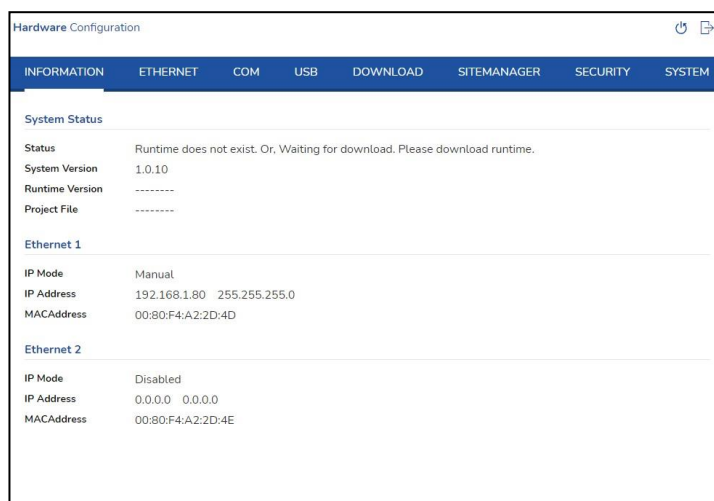 Hardware Configuration
INFORMATION ETHERNET COM USB DOWNLOAD SITEMANAGER SECURITY SYSTEM
System Status
Status Runtime does not exist. Or, Waiting for download. Please download runtime.
System Version 1.0.10
Runtime Version --------
Project File --------
Ethernet 1
IP Mode Manual
IP Address 192.168.1.80 255.255.255.0
MACAddress 00:80:F4:A2:2D:4D
Ethernet 2
IP Mode Disabled
IP Address 0.0.0.0 0.0.0.0
MACAddress 00:80:F4:A2:2D:4E